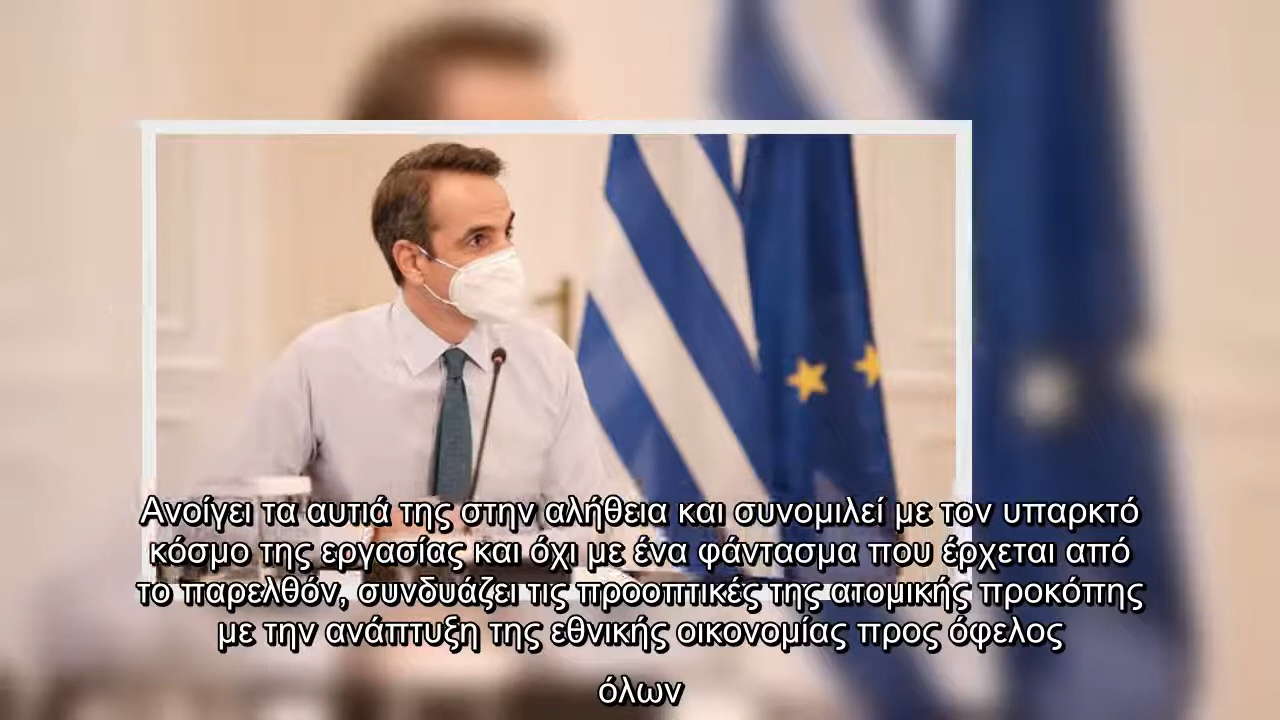 Ανοίγει τα αυτιά της στην αλήθεια και συνομιλεί με τον υπαρκτό
κόσμο της εργασίας και όχι με ένα φάντασμα που έρχεται από
το παρελθόν, συνδυάζει τις προοπτικές της ατομικής προκόπης
με την ανάπτυξη της εθνικής οικονομίας προς όφελος
όλων